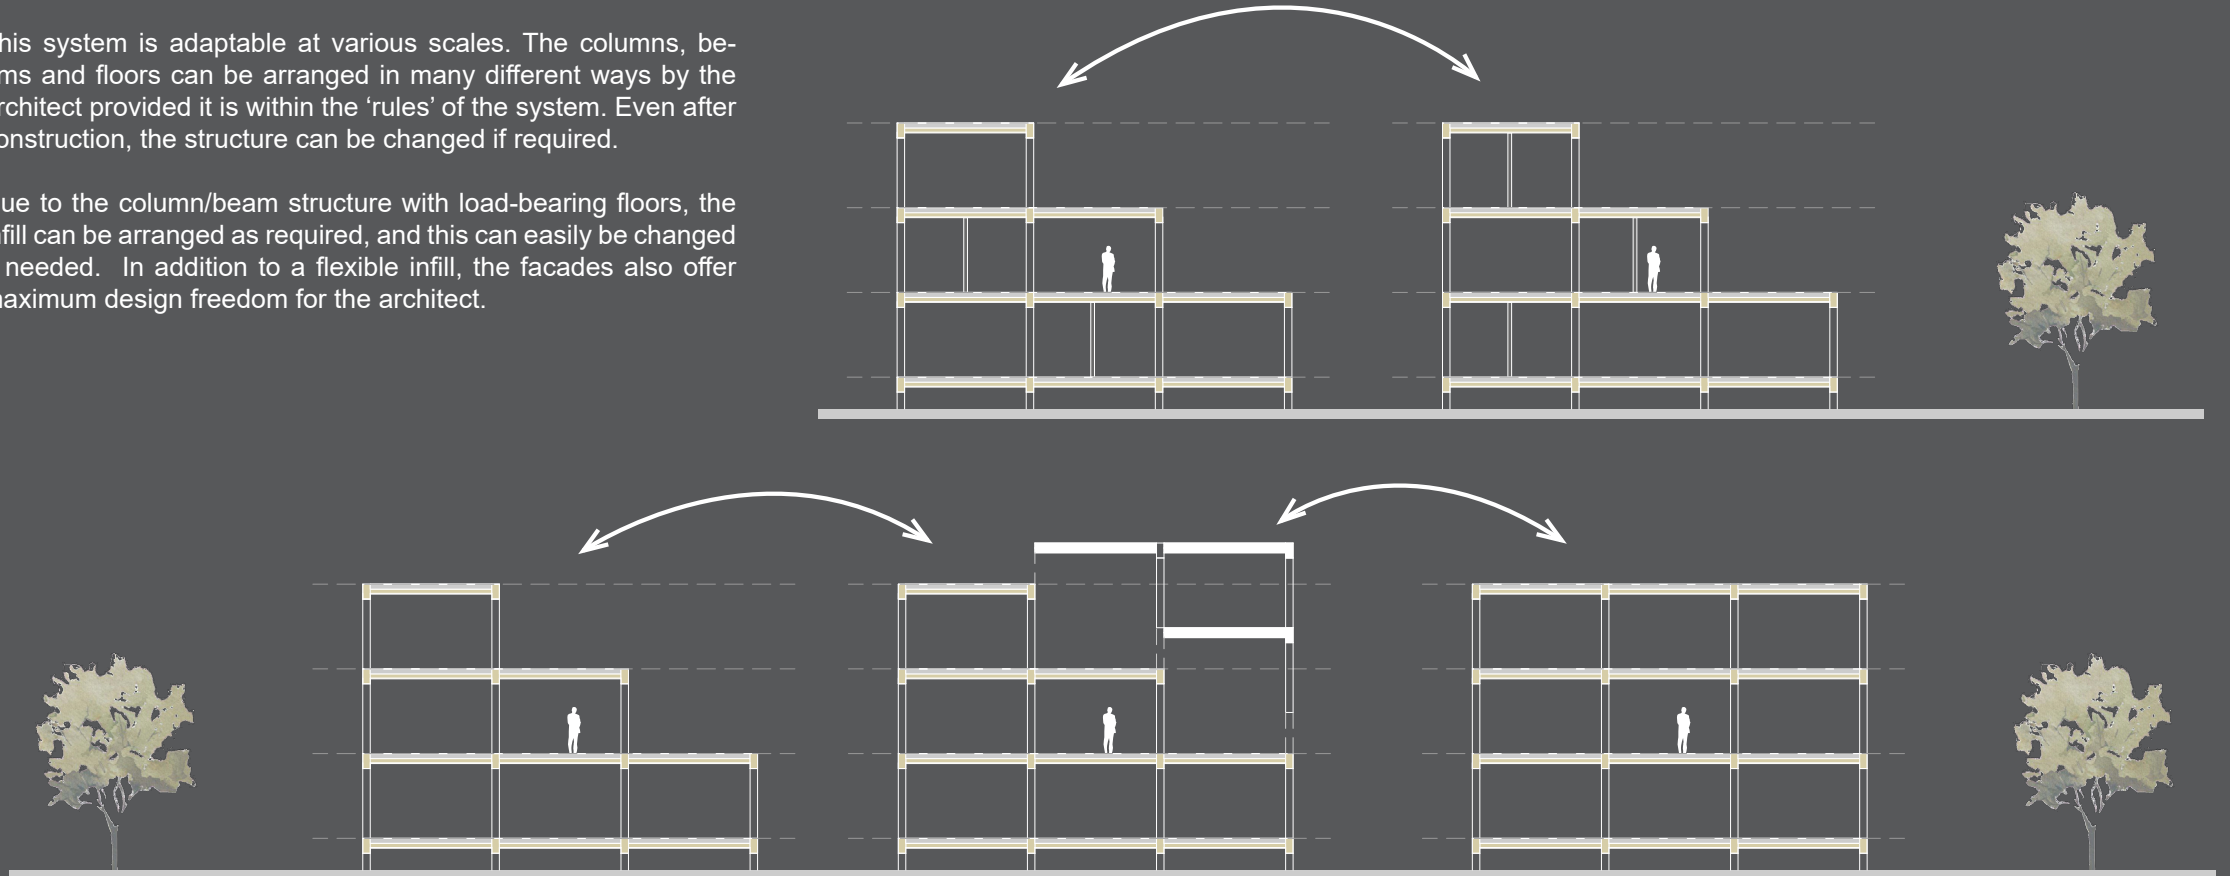 his system is adaptable at various scales. The columns, be-
ms and floors can be arranged in many different ways by the
rchitect provided it is within the ‘rules’ of the system. Even after
onstruction, the structure can be changed if required.
ue to the column/beam structure with load-bearing floors, the
nfill can be arranged as required, and this can easily be changed
needed. In addition to a flexible infill, the facades also offer
naximum design freedom for the architect.